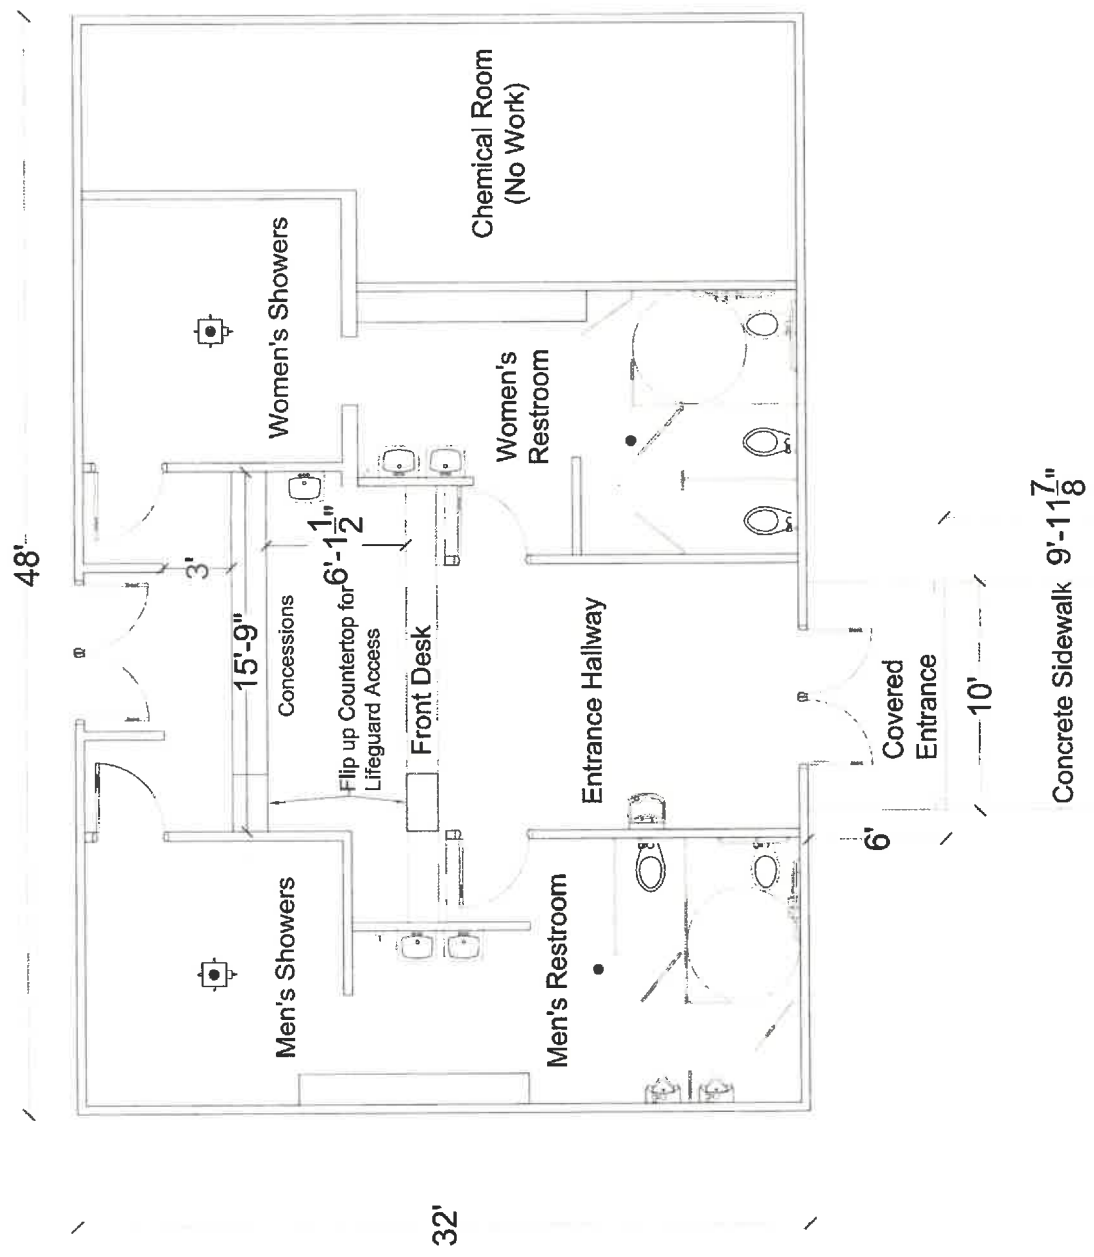 48'
Men's Showers
Women's Showers
3'
15'-9"
Concessions
6'-1 1/2"
Flip up Countertop for
Lifeguard Access
Front Desk
Men's Restroom
Women's
Restroom
Chemical Room
(No Work)
Entrance Hallway
32'
6'
Covered
Entrance
10'
Concrete Sidewalk 9'-11 7/8"